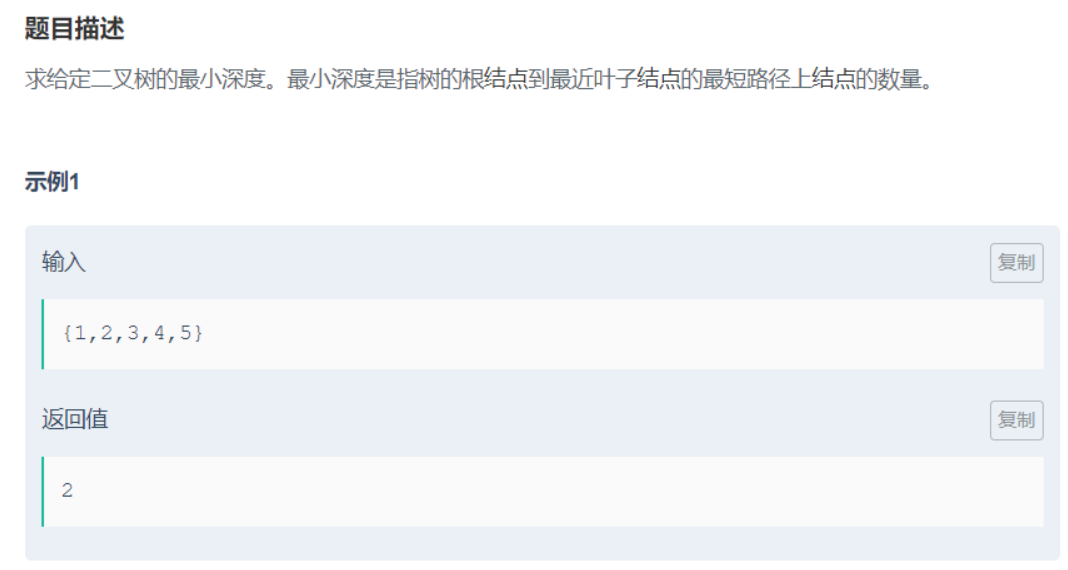 题目描述
求给定二叉树的最小深度。最小深度是指树的根结点到最近叶子结点的最短路径上结点的数量。
示例1
输入
复制
{1,2,3,4,5}
返回值
复制
2